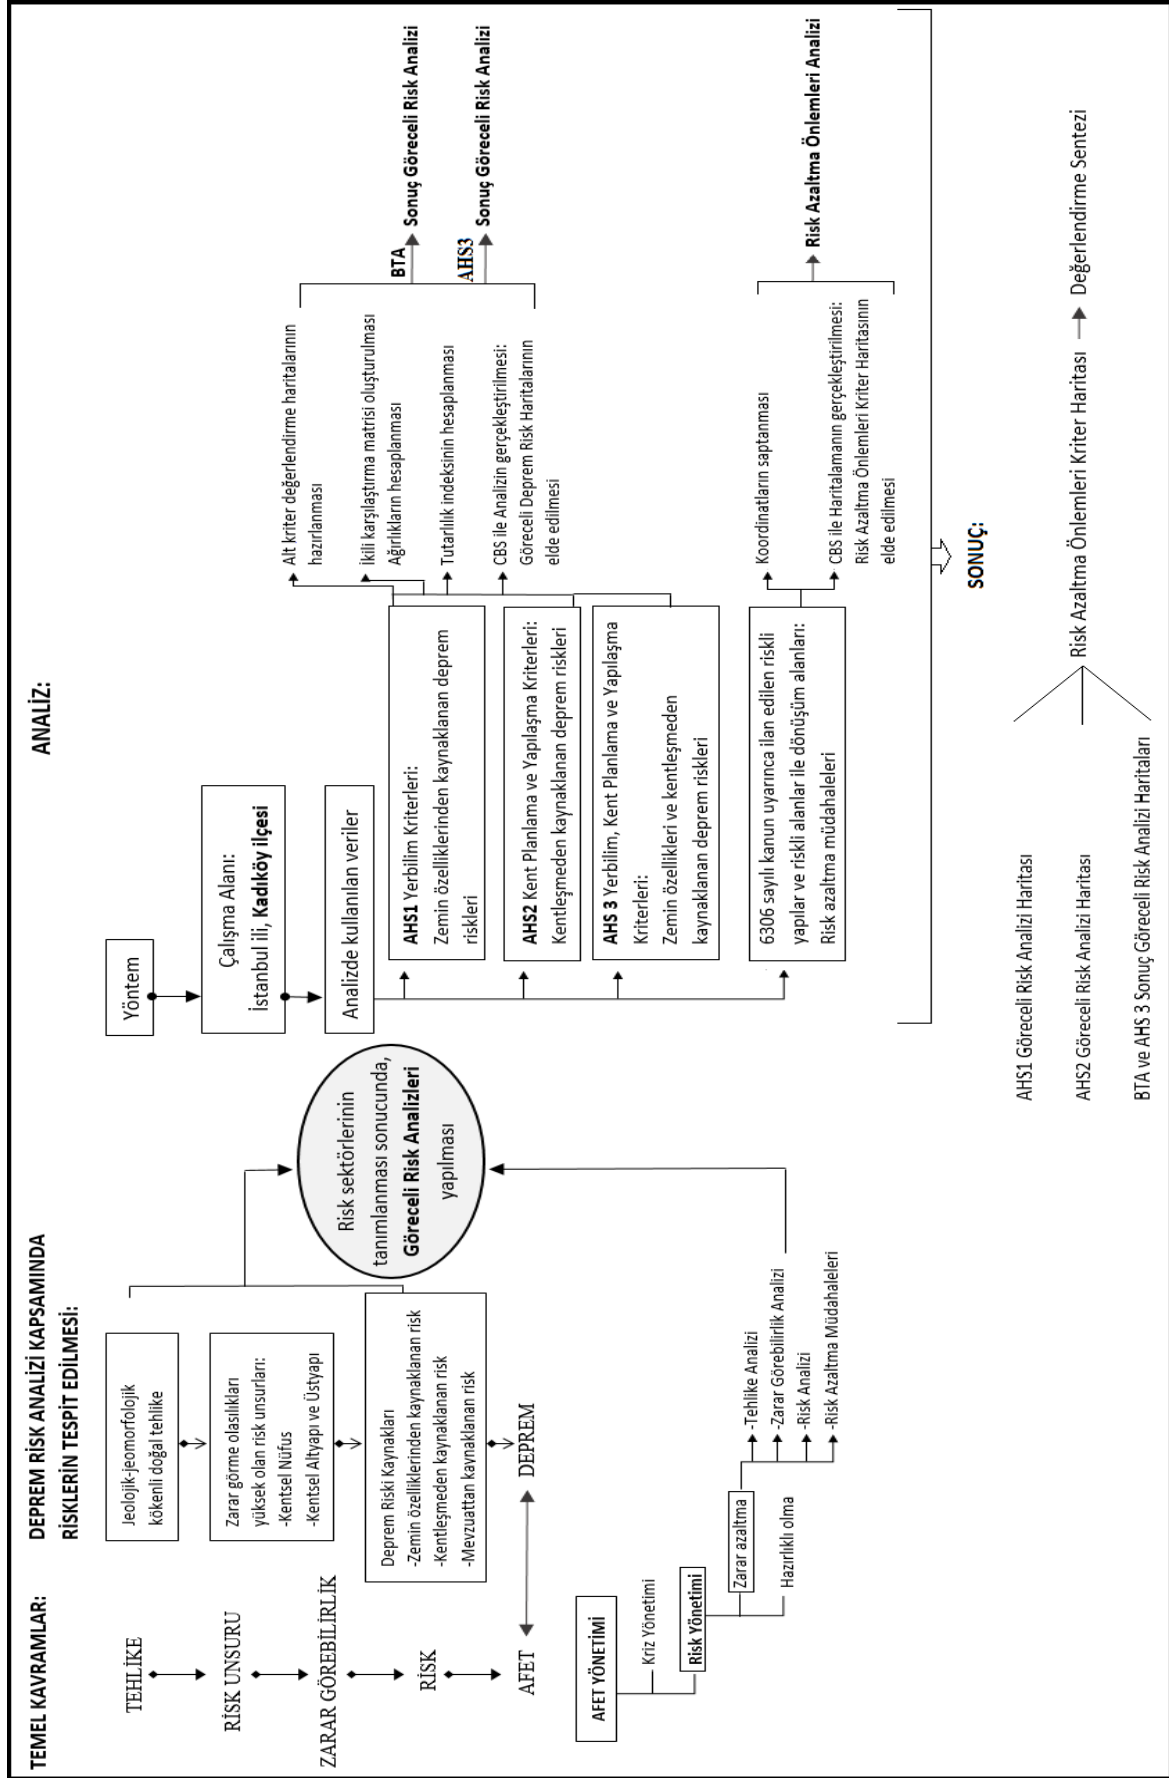 TEMEL KAVRAMLAR:
TEHLİKE
RİSK UNSURU
ZARAR GÖREBİLİRLİK
RİSK
AFET
DEPREM
AFET YÖNETİMİ
Kriz Yönetimi
Risk Yönetimi
Zarar azaltma
Hazırlıklı olma
-Tehlike Analizi
-Zarar Görebilirlik Analizi
-Risk Analizi
-Risk Azaltma Müdahaleleri
DEPREM RİSK ANALİZİ KAPSAMINDA
RİSKLERİN TESPİT EDİLMESİ:
Jeolojik-jeomorfolojik
kökenli doğal tehlike
Zarar görme olasılıkları
yüksek olan risk unsurları:
-Kentsel Nüfus
-Kentsel Altyapı ve Üstyapı
Deprem Riski Kaynakları
-Zemin özelliklerinden kaynaklanan risk
-Kentleşmeden kaynaklanan risk
-Mevzuattan kaynaklanan risk
Risk sektörlerinin
tanımlanması sonucunda,
Göreceli Risk Analizleri
yapılması
ANALİZ:
Yöntem
Çalışma Alanı:
İstanbul ili, Kadıköy ilçesi
Analizde kullanılan veriler
AHS1 Yerbilim Kriterleri:
Zemin özelliklerinden kaynaklanan deprem
riskleri
AHS2 Kent Planlama ve Yapılaşma Kriterleri:
Kentleşmeden kaynaklanan deprem riskleri
AHS 3 Yerbilim, Kent Planlama ve Yapılaşma
Kriterleri:
Zemin özellikleri ve kentleşmeden
kaynaklanan deprem riskleri
6306 sayılı kanun uyarınca ilan edilen riskli
yapılar ve riskli alanlar ile dönüşüm alanları:
Risk azaltma müdahaleleri
Alt kriter değerlendirme haritalarının
hazırlanması
İkili karşılaştırma matrisi oluşturulması
Ağırlıkların hesaplanması
Tutarlılık indeksinin hesaplanması
CBS ile Analizin gerçekleştirilmesi:
Göreceli Deprem Risk Haritalarının
elde edilmesi
BTA
Sonuç Göreceli Risk Analizi
AHS3
Sonuç Göreceli Risk Analizi
Koordinatların saptanması
CBS ile Haritalamanın gerçekleştirilmesi:
Risk Azaltma Önlemleri Kriter Haritasının
elde edilmesi
Risk Azaltma Önlemleri Analizi
SONUÇ:
AHS1 Göreceli Risk Analizi Haritası
AHS2 Göreceli Risk Analizi Haritası
BTA ve AHS 3 Sonuç Göreceli Risk Analizi Haritaları
Risk Azaltma Önlemleri Kriter Haritası
Değerlendirme Sentezi